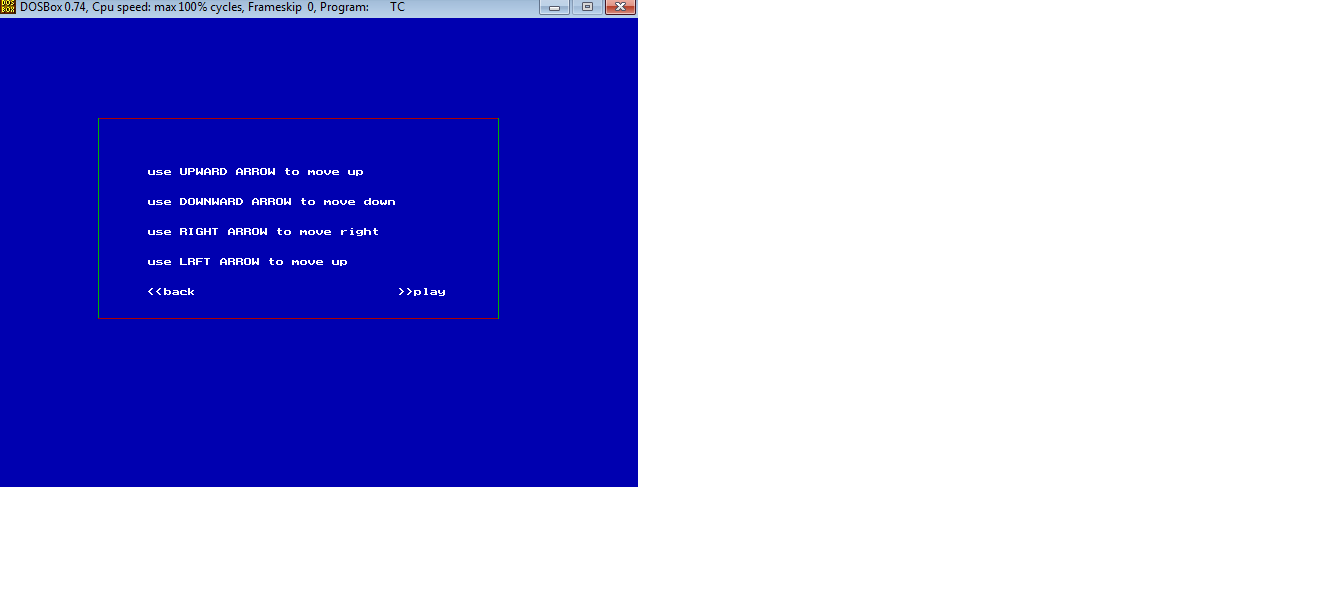 DOS BOX DOSBox 0.74, Cpu speed: max 100% cycles, Frameskip 0, Program: TC
use UPWARD ARROW to move up
use DOWNWARD ARROW to move down
use RIGHT ARROW to move right
use LRFT ARROW to move up
<<back >>play